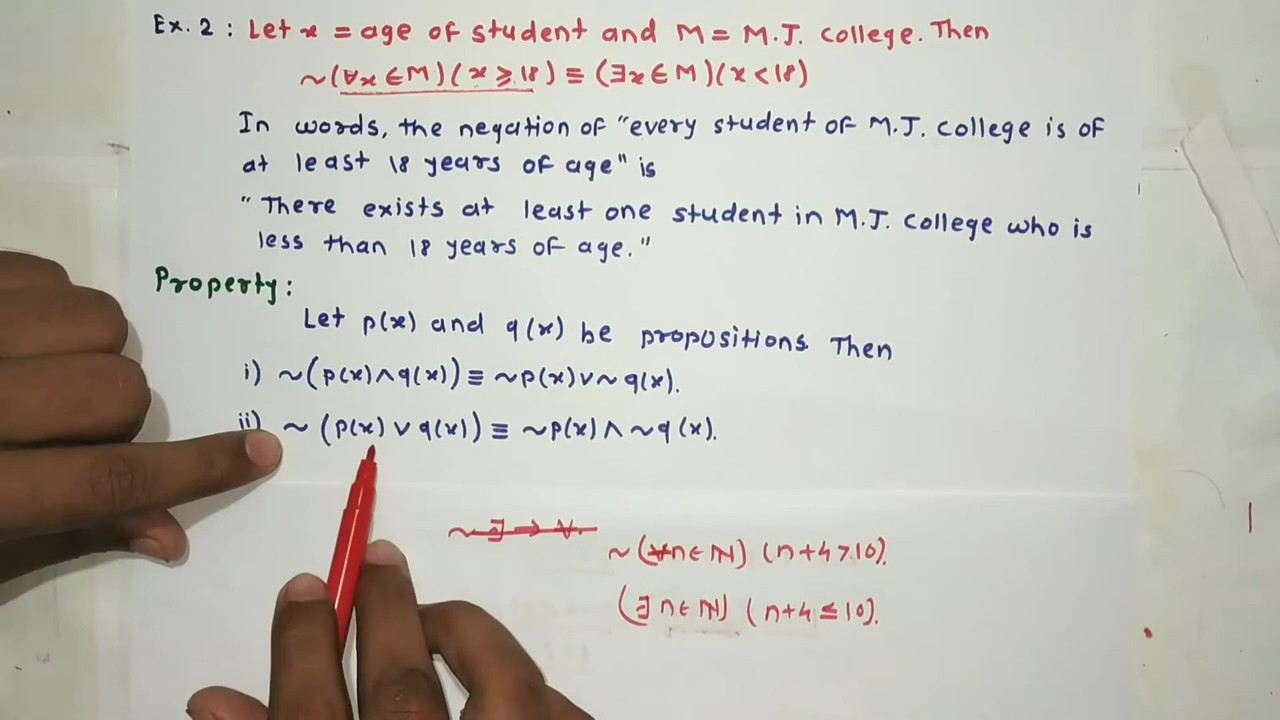 Ex. 2 : Let x = age of student and M = M.J. college. Then
~(∀x∈M)(x ≥ 18) ≡ (∃x∈M)(x < 18)
In words, the negation of "every student of M.J. college is of
at least 18 years of age" is
"There exists at least one student in M.J. college who is
less than 18 years of age."
Property:
Let p(x) and q(x) be propositions. Then
i) ~(p(x)∧q(x)) ≡ ~p(x)∨~q(x).
ii) ~(p(x)∨q(x)) ≡ ~p(x)∧~q(x).
~∃→∀.
~(∀n∈ℕ) (n+4>10).
(∃n∈ℕ) (n+4≤10).